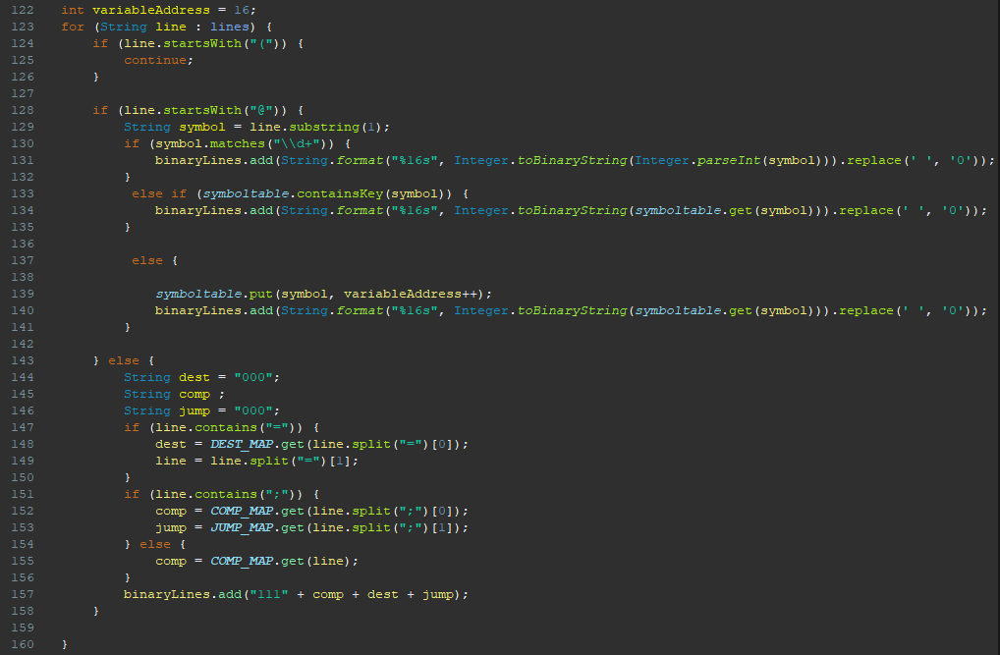 122 int variableAddress = 16;
123 for (String line : lines) {
124 if (line.startsWith("(")) {
125 continue;
126 }
127
128 if (line.startsWith("@")) {
129 String symbol = line.substring(1);
130 if (symbol.matches("\\d+")) {
131 binaryLines.add(String.format("%16s", Integer.toBinaryString(Integer.parseInt(symbol))).replace(' ', '0'));
132 }
133 else if (symboltable.containsKey(symbol)) {
134 binaryLines.add(String.format("%16s", Integer.toBinaryString(symboltable.get(symbol))).replace(' ', '0'));
135 }
136
137 else {
138
139 symboltable.put(symbol, variableAddress++);
140 binaryLines.add(String.format("%16s", Integer.toBinaryString(symboltable.get(symbol))).replace(' ', '0'));
141 }
142
143 } else {
144 String dest = "000";
145 String comp ;
146 String jump = "000";
147 if (line.contains("=")) {
148 dest = DEST_MAP.get(line.split("=")[0]);
149 line = line.split("=")[1];
150 }
151 if (line.contains(";")) {
152 comp = COMP_MAP.get(line.split(";")[0]);
153 jump = JUMP_MAP.get(line.split(";")[1]);
154 } else {
155 comp = COMP_MAP.get(line);
156 }
157 binaryLines.add("111" + comp + dest + jump);
158 }
159
160 }